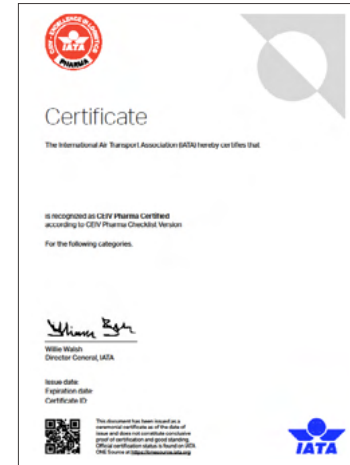 CEIV - EXCELLENCE IN LOGISTICS
IATA
PHARMA
Certificate
The International Air Transport Association (IATA) hereby certifies that
is recognized as CEIV Pharma Certified
according to CEIV Pharma Checklist Version
For the following categories.
Willie Walsh
Director General, IATA
Issue date:
Expiration date:
Certificate ID:
This document has been issued as a
ceremonial certificate as of the date of
issue and does not constitute conclusive
proof of certification and good standing.
Official certification status is found on IATA
ONE Source at https://onesource.iata.org
IATA